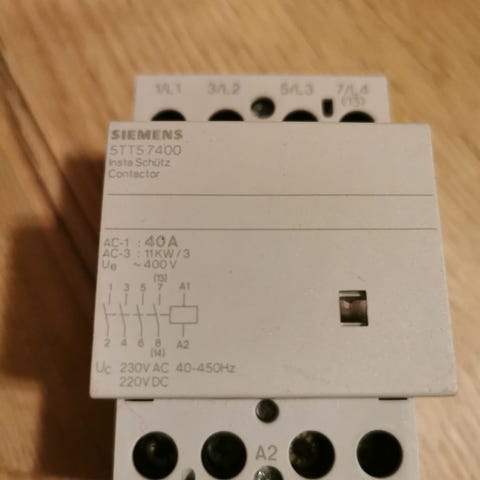 1/L1 3/L2 5/L3 7/L4
(13)
SIEMENS
5TT5 7400
Insta Schütz
Contactor
AC-1 : 40A
AC-3 : 11KW/3
Ue ~ 400V
(13)
1 3 5 7 A1
2 4 6 8 A2
(14)
Uc 230V AC 40-450Hz
220V DC
A2